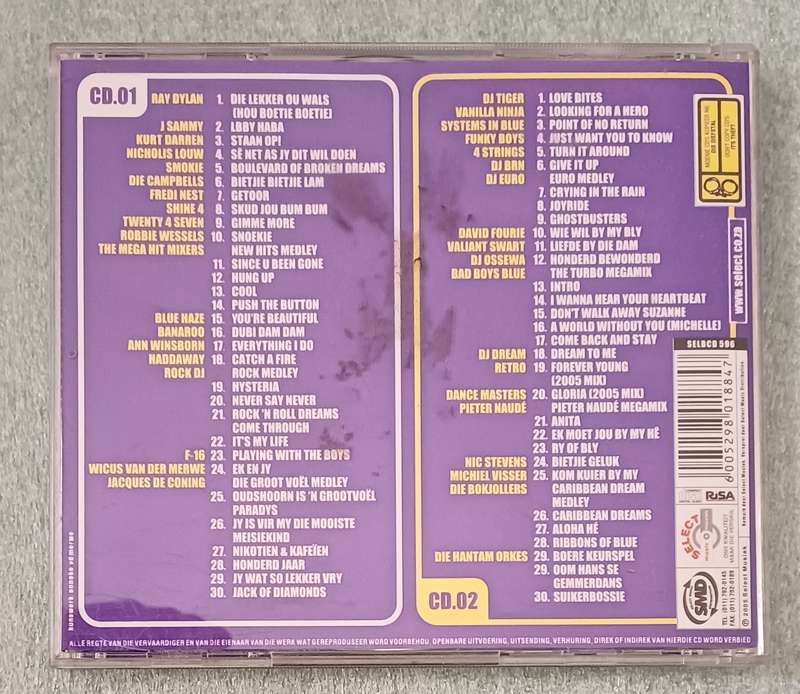 CD.01
RAY DYLAN 1. DIE LEKKER OU WALS
(HOU BOETIE BOETIE)
J SAMMY 2. LBBY HABA
KURT DARREN 3. STAAN OP!
NICHOLIS LOUW 4. SÊ NET AS JY DIT WIL DOEN
SMOKIE 5. BOULEVARD OF BROKEN DREAMS
DIE CAMPBELLS 6. BIETJIE BIETJIE LAM
FREDI NEST 7. GETOOR
SHINE 4 8. SKUD JOU BUM BUM
TWENTY 4 SEVEN 9. GIMME MORE
ROBBIE WESSELS 10. SNOEKIE
THE MEGA HIT MIXERS NEW HITS MEDLEY
11. SINCE U BEEN GONE
12. HUNG UP
13. COOL
14. PUSH THE BUTTON
BLUE HAZE 15. YOU'RE BEAUTIFUL
BANAROO 16. DUBI DAM DAM
ANN WINSBORN 17. EVERYTHING I DO
HADDAWAY 18. CATCH A FIRE
ROCK DJ ROCK MEDLEY
19. HYSTERIA
20. NEVER SAY NEVER
21. ROCK 'N ROLL DREAMS
COME THROUGH
22. IT'S MY LIFE
F-16 23. PLAYING WITH THE BOYS
WICUS VAN DER MERWE 24. EK EN JY
JACQUES DE CONING DIE GROOT VOËL MEDLEY
25. OUDSHOORN IS 'N GROOTVOËL
PARADYS
26. JY IS VIR MY DIE MOOISTE
MEISIEKIND
27. NIKOTIEN & KAFEÏEN
28. HONDERD JAAR
29. JY WAT SO LEKKER VRY
30. JACK OF DIAMONDS
DJ TIGER 1. LOVE BITES
VANILLA NINJA 2. LOOKING FOR A HERO
SYSTEMS IN BLUE 3. POINT OF NO RETURN
FUNKY BOYS 4. JUST WANT YOU TO KNOW
4 STRINGS 5. TURN IT AROUND
DJ BRN 6. GIVE IT UP
DJ EURO EURO MEDLEY
7. CRYING IN THE RAIN
8. JOYRIDE
9. GHOSTBUSTERS
DAVID FOURIE 10. WIE WIL BY MY BLY
VALIANT SWART 11. LIEFDE BY DIE DAM
DJ OSSEWA 12. HONDERD BEWONDERD
BAD BOYS BLUE THE TURBO MEGAMIX
13. INTRO
14. I WANNA HEAR YOUR HEARTBEAT
15. DON'T WALK AWAY SUZANNE
16. A WORLD WITHOUT YOU (MICHELLE)
17. COME BACK AND STAY
DJ DREAM 18. DREAM TO ME
RETRO 19. FOREVER YOUNG
(2005 MIX)
DANCE MASTERS 20. GLORIA (2005 MIX)
PIETER NAUDÉ PIETER NAUDÉ MEGAMIX
21. ANITA
22. EK MOET JOU BY MY HÊ
23. RY OF BLY
NIC STEVENS 24. BIETJIE GELUK
MICHIEL VISSER 25. KOM KUIER BY MY
DIE BOKJOLLERS CARIBBEAN DREAM
MEDLEY
26. CARIBBEAN DREAMS
27. ALOHA HÉ
28. RIBBONS OF BLUE
DIE HANTAM ORKES 29. BOERE KEURSPEL
29. OOM HANS SE
GEMMERDANS
30. SUIKERBOSSIE
CD.02
DON'T COPY CD'S
IT'S THEFT
www.select.co.za
SELBCD 596
6005298018847
RiSA
SELECT
SMD
TEL: (011) 792-0145
FAX: (011) 792-0189
© 2005 Select Musiek
ALLE REGTE VAN DIE VERVAARDIGER EN VAN DIE EIENAAR VAN DIE WERK WAT GEREPRODUSEER WORD VOORBEHOU. OPENBARE UITVOERING, UITSENDING, VERHURING, DIREK OF INDIREK VAN HIERDIE CD WORD VERBIED